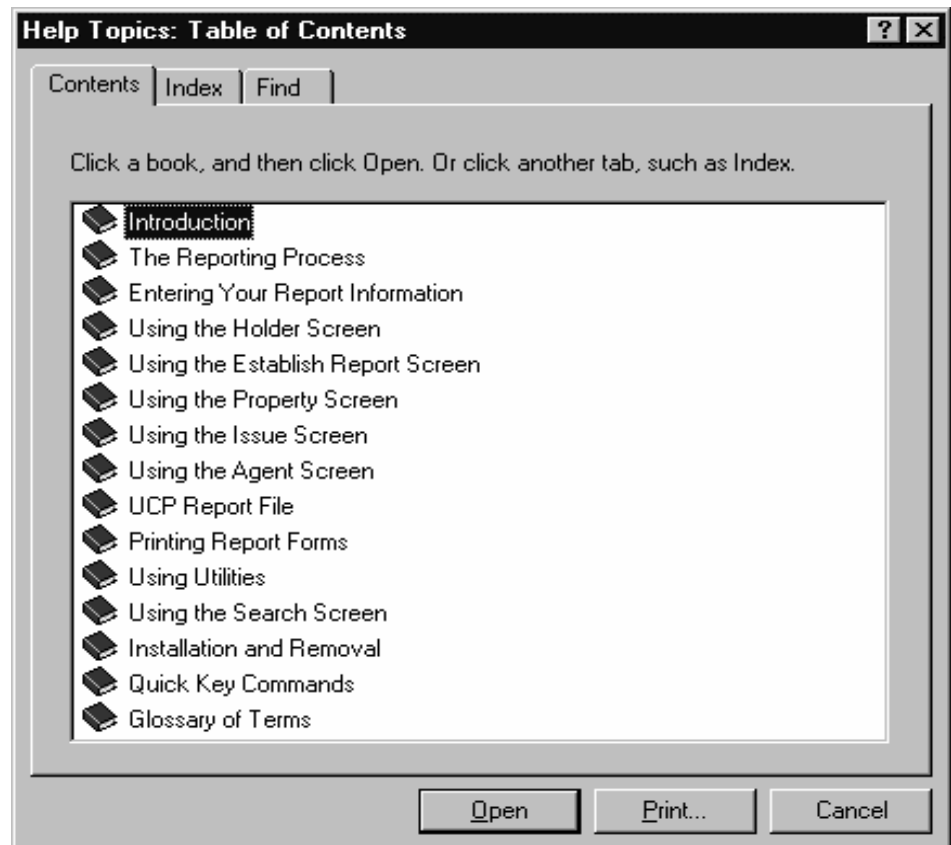 Help Topics: Table of Contents
Contents Index Find
Click a book, and then click Open. Or click another tab, such as Index.
Introduction
The Reporting Process
Entering Your Report Information
Using the Holder Screen
Using the Establish Report Screen
Using the Property Screen
Using the Issue Screen
Using the Agent Screen
UCP Report File
Printing Report Forms
Using Utilities
Using the Search Screen
Installation and Removal
Quick Key Commands
Glossary of Terms
Open Print... Cancel